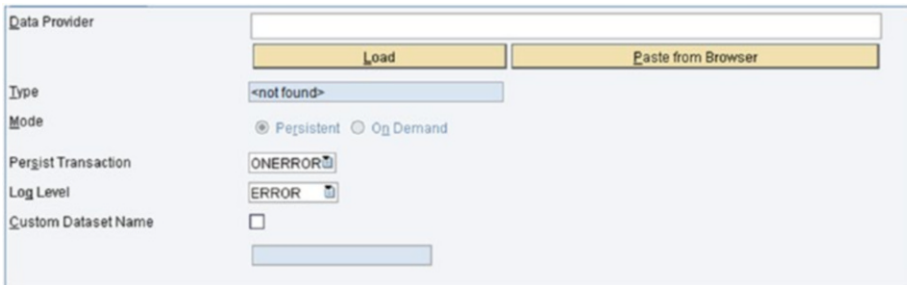 Data Provider
Load Paste from Browser
Type <not found>
Mode Persistent On Demand
Persist Transaction ONERROR
Log Level ERROR
Custom Dataset Name